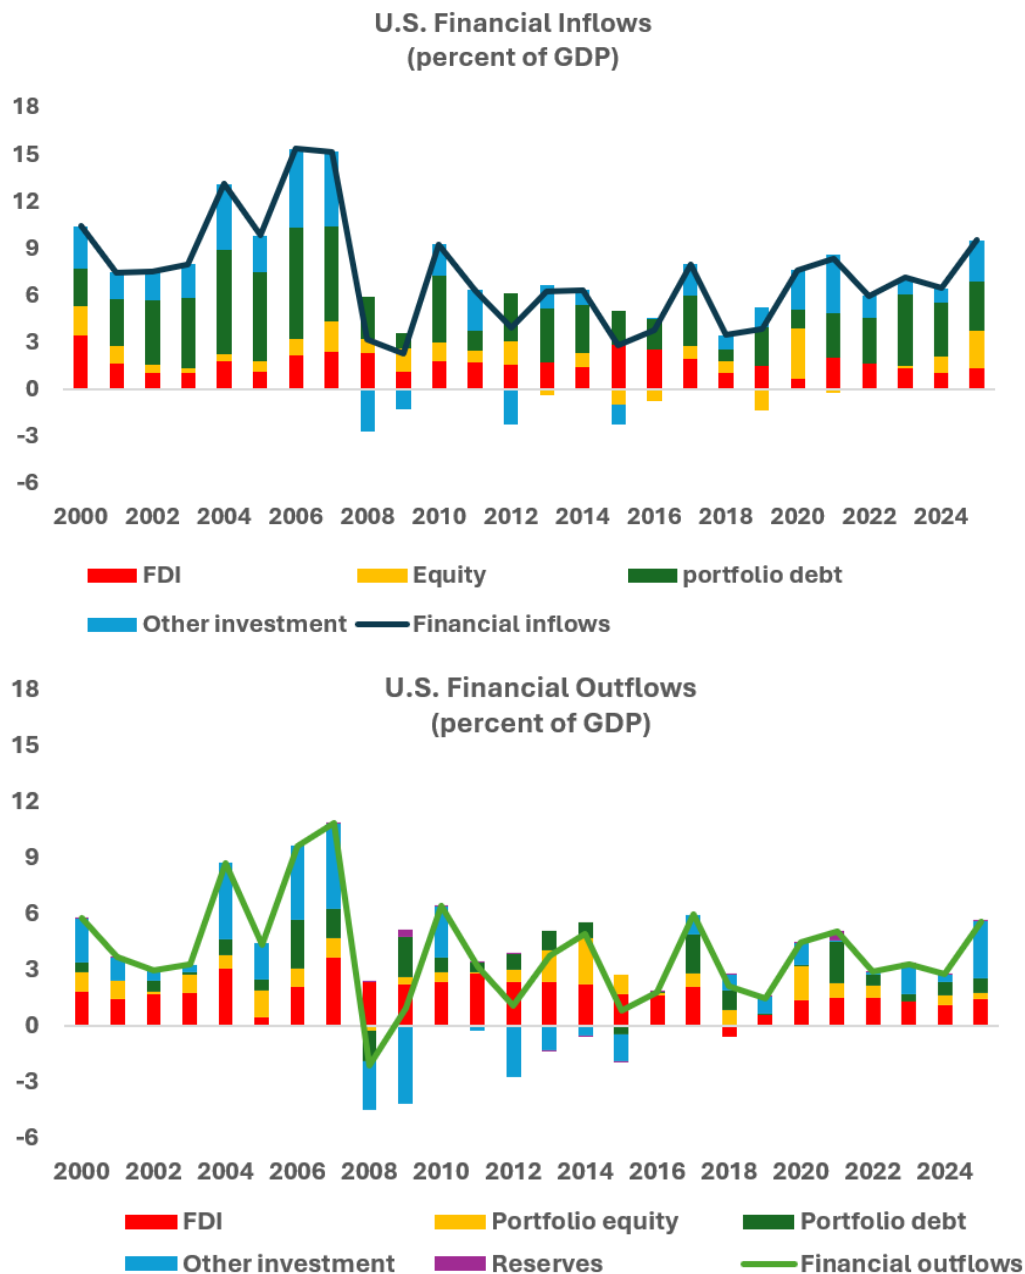 U.S. Financial Inflows
(percent of GDP)
18
15
12
9
6
3
0
-3
-6
2000 2002 2004 2006 2008 2010 2012 2014 2016 2018 2020 2022 2024
FDI Equity portfolio debt
Other investment Financial inflows
U.S. Financial Outflows
(percent of GDP)
18
15
12
9
6
3
0
-3
-6
2000 2002 2004 2006 2008 2010 2012 2014 2016 2018 2020 2022 2024
FDI Portfolio equity Portfolio debt
Other investment Reserves Financial outflows